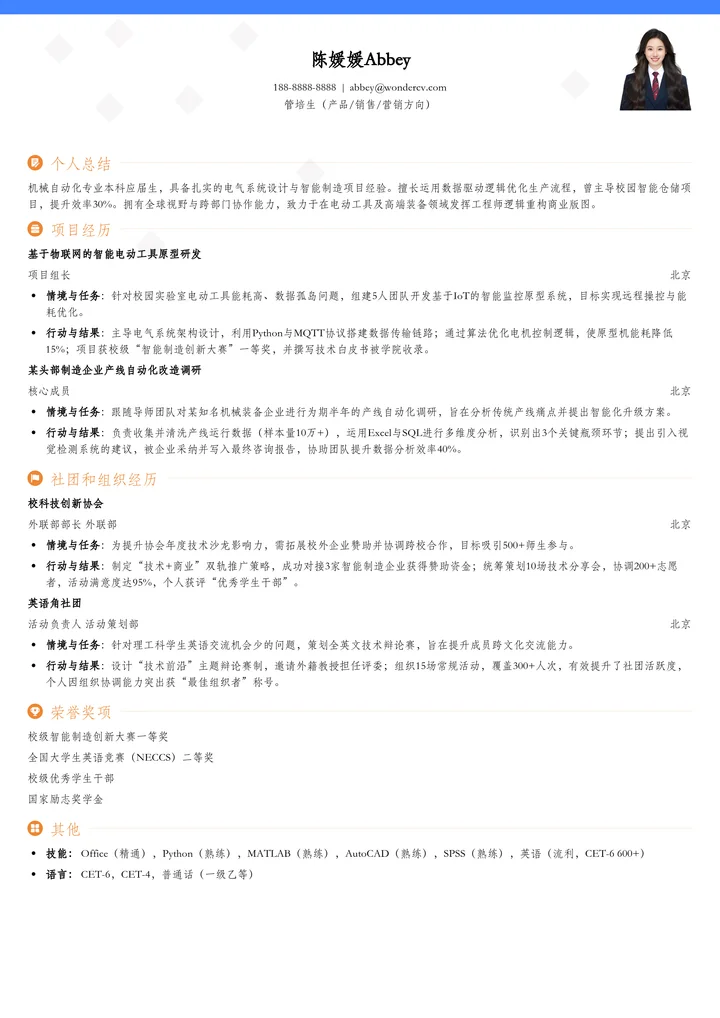 陈媛媛Abbey
188-8888-8888 | abbey@wondercv.com
管培生（产品/销售/营销方向）
个人总结
机械自动化专业本科应届生，具备扎实的电气系统设计与智能制造项目经验。擅长运用数据驱动逻辑优化生产流程，曾主导校园智能仓储项
目，提升效率30%。拥有全球视野与跨部门协作能力，致力于在电动工具及高端装备领域发挥工程师逻辑重构商业版图。
项目经历
基于物联网的智能电动工具原型研发
项目组长 北京
• 情境与任务：针对校园实验室电动工具能耗高、数据孤岛问题，组建5人团队开发基于IoT的智能监控原型系统，目标实现远程操控与能
耗优化。
• 行动与结果：主导电气系统架构设计，利用Python与MQTT协议搭建数据传输链路；通过算法优化电机控制逻辑，使原型机能耗降低
15%；项目获校级“智能制造创新大赛”一等奖，并撰写技术白皮书被学院收录。
某头部制造企业产线自动化改造调研
核心成员 北京
• 情境与任务：跟随导师团队对某知名机械装备企业进行为期半年的产线自动化调研，旨在分析传统产线痛点并提出智能化升级方案。
• 行动与结果：负责收集并清洗产线运行数据（样本量10万+），运用Excel与SQL进行多维度分析，识别出3个关键瓶颈环节；提出引入视
觉检测系统的建议，被企业采纳并写入最终咨询报告，协助团队提升数据分析效率40%。
社团和组织经历
校科技创新协会
外联部部长 外联部 北京
• 情境与任务：为提升协会年度技术沙龙影响力，需拓展校外企业赞助并协调跨校合作，目标吸引500+师生参与。
• 行动与结果：制定“技术+商业”双轨推广策略，成功对接3家智能制造企业获得赞助资金；统筹策划10场技术分享会，协调200+志愿
者，活动满意度达95%，个人获评“优秀学生干部”。
英语角社团
活动负责人 活动策划部 北京
• 情境与任务：针对理工科学生英语交流机会少的问题，策划全英文技术辩论赛，旨在提升成员跨文化交流能力。
• 行动与结果：设计“技术前沿”主题辩论赛制，邀请外籍教授担任评委；组织15场常规活动，覆盖300+人次，有效提升了社团活跃度，
个人因组织协调能力突出获“最佳组织者”称号。
荣誉奖项
校级智能制造创新大赛一等奖
全国大学生英语竞赛（NECCS）二等奖
校级优秀学生干部
国家励志奖学金
其他
• 技能： Office（精通）, Python（熟练）, MATLAB（熟练）, AutoCAD（熟练）, SPSS（熟练）, 英语（流利，CET-6 600+）
• 语言： CET-6，CET-4，普通话（一级乙等）